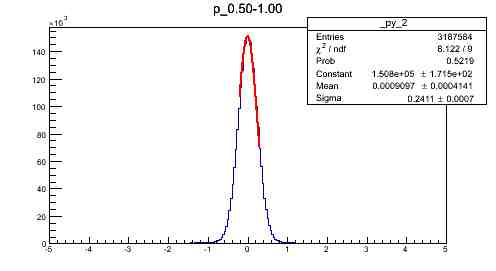 p_0.50-1.00
×10³
_py_2
Entries 3187584
χ² / ndf 8.122 / 9
Prob 0.5219
Constant 1.508e+05 ± 1.715e+02
Mean 0.0009097 ± 0.0004141
Sigma 0.2411 ± 0.0007
140
120
100
80
60
40
20
0
-5 -4 -3 -2 -1 0 1 2 3 4 5